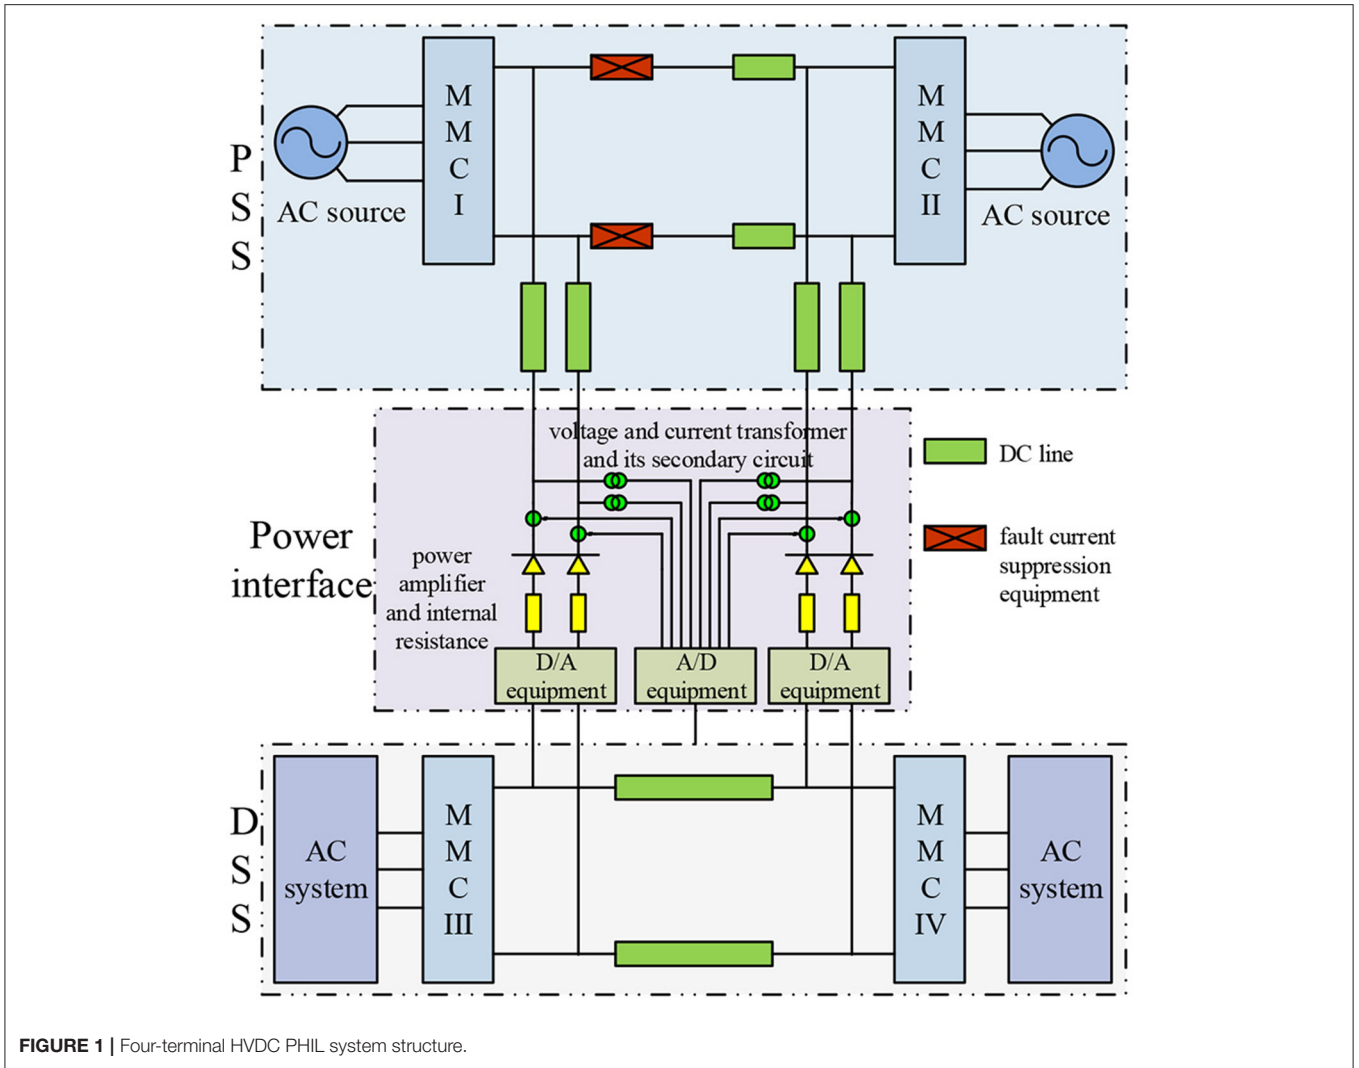 P
S
S
M
M
C
I
M
M
C
II
AC source
AC source
voltage and current transformer
and its secondary circuit
Power
interface
power
amplifier
and internal
resistance
D/A
equipment
A/D
equipment
D/A
equipment
DC line
fault current
suppression
equipment
D
S
S
AC
system
M
M
C
III
M
M
C
IV
AC
system
FIGURE 1 | Four-terminal HVDC PHIL system structure.